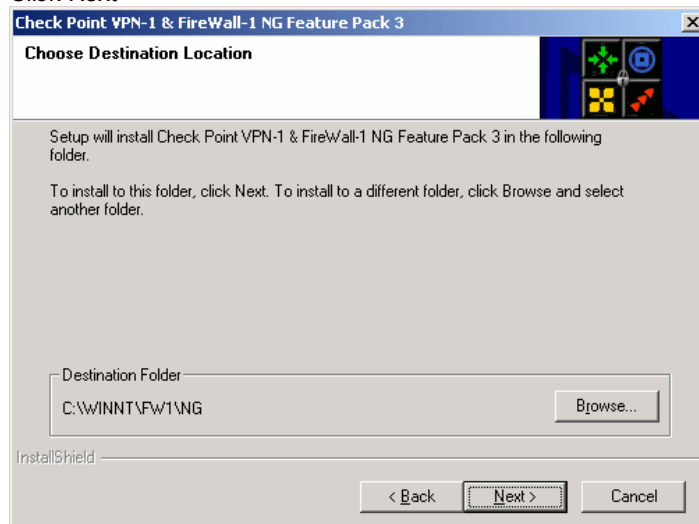 Check Point VPN-1 & FireWall-1 NG Feature Pack 3
Choose Destination Location
Setup will install Check Point VPN-1 & FireWall-1 NG Feature Pack 3 in the following
folder.
To install to this folder, click Next. To install to a different folder, click Browse and select
another folder.
Destination Folder
C:\WINNT\FW1\NG
Browse...
InstallShield
< Back
Next >
Cancel